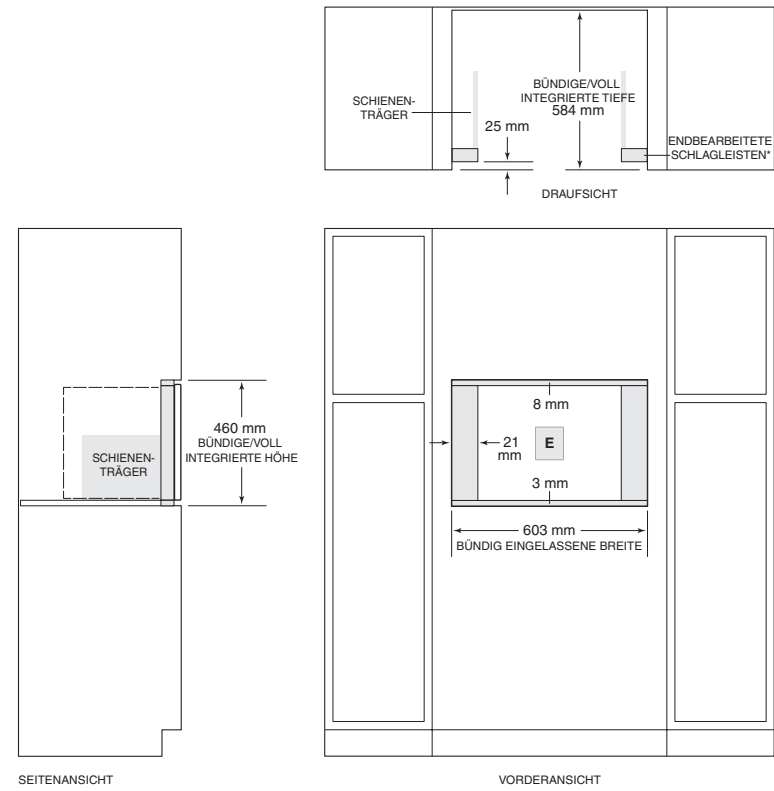 SCHIENEN-
TRÄGER
BÜNDIGE/VOLL
INTEGRIERTE TIEFE
584 mm
25 mm
ENDBEARBEITETE
SCHLAGLEISTEN*
DRAUFSICHT
460 mm
BÜNDIGE/VOLL
INTEGRIERTE HÖHE
SCHIENEN-
TRÄGER
8 mm
21
mm
E
3 mm
603 mm
BÜNDIG EINGELASSENE BREITE
SEITENANSICHT
VORDERANSICHT